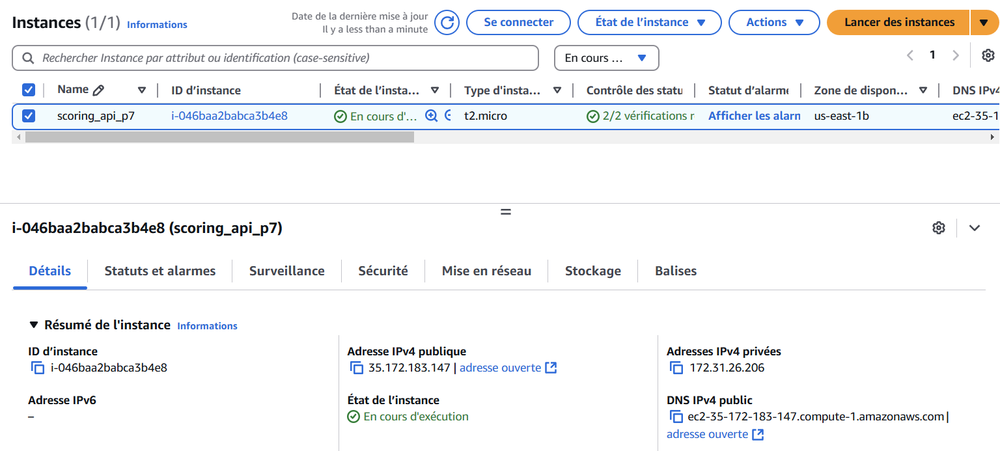 Instances (1/1) Informations
Date de la dernière mise à jour
Il y a less than a minute
Se connecter
État de l’instance
Actions
Lancer des instances
Rechercher Instance par attribut ou identification (case-sensitive)
En cours ...
1
Name ID d’instance État de l’insta... Type d'insta... Contrôle des statu Statut d’alarme Zone de dispon... DNS IPv4
scoring_api_p7 i-046baa2babca3b4e8 En cours d'... t2.micro 2/2 vérifications r Afficher les alarm us-east-1b ec2-35-1
i-046baa2babca3b4e8 (scoring_api_p7)
Détails Statuts et alarmes Surveillance Sécurité Mise en réseau Stockage Balises
Résumé de l'instance Informations
ID d’instance
i-046baa2babca3b4e8
Adresse IPv4 publique
35.172.183.147 | adresse ouverte
Adresses IPv4 privées
172.31.26.206
Adresse IPv6
–
État de l’instance
En cours d'exécution
DNS IPv4 public
ec2-35-172-183-147.compute-1.amazonaws.com |
adresse ouverte